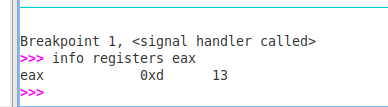 Breakpoint 1, <signal handler called>
>>> info registers eax
eax            0xd      13
>>>